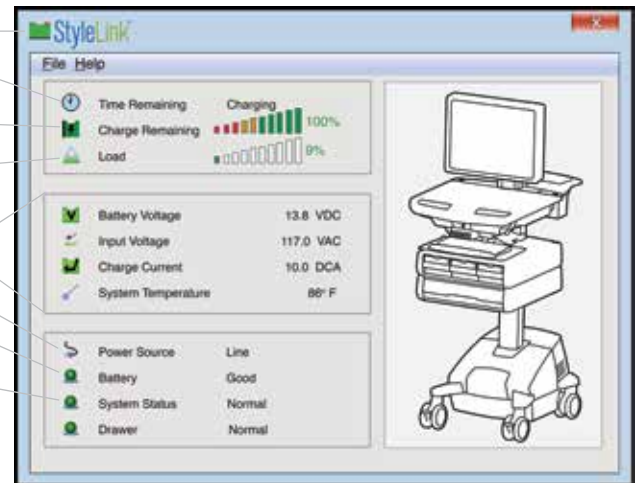 StyleLink
File Help
Time Remaining Charging
Charge Remaining 100%
Load 9%
Battery Voltage 13.8 VDC
Input Voltage 117.0 VAC
Charge Current 10.0 DCA
System Temperature 86° F
Power Source Line
Battery Good
System Status Normal
Drawer Normal